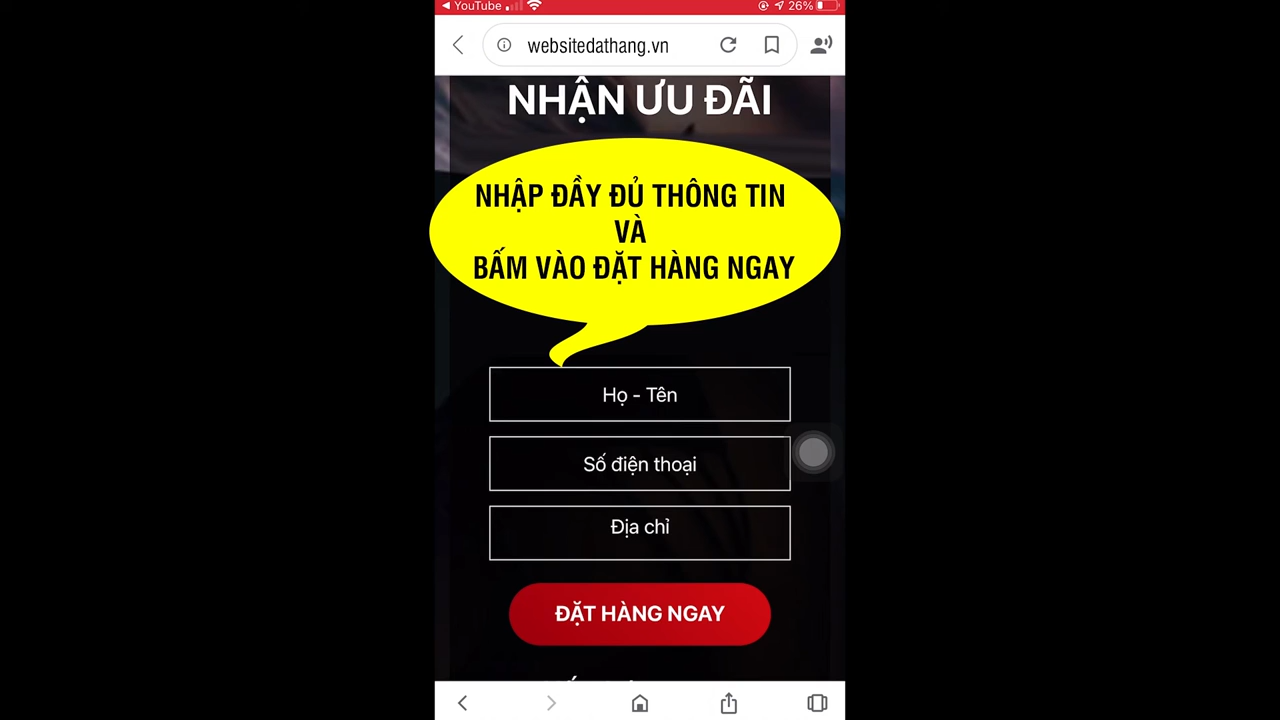 YouTube
26%
websitedathang.vn
NHẬN ƯU ĐÃI
NHẬP ĐẦY ĐỦ THÔNG TIN
VÀ
BẤM VÀO ĐẶT HÀNG NGAY
Họ - Tên
Số điện thoại
Địa chỉ
ĐẶT HÀNG NGAY